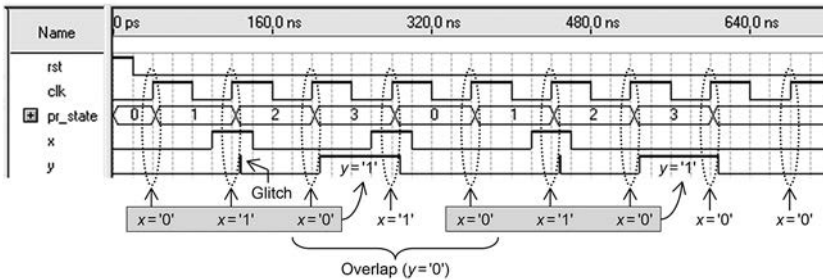 Name
0 ps 160,0 ns 320,0 ns 480,0 ns 640,0 ns
rst
clk
pr_state 0 1 2 3 0 1 2 3
x
y
y='1' y='1'
Glitch
x='0' x='1' x='0' x='1' x='0' x='1' x='0' x='0' x='0'
Overlap (y='0')